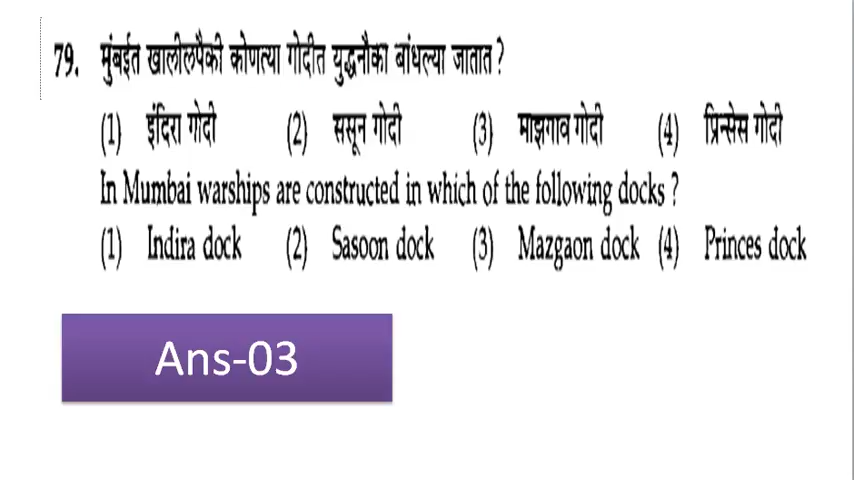 79. मुंबईत खालीलपैकी कोणत्या गोदीत युद्धनौका बांधल्या जातात ?
(1) इंदिरा गोदी (2) ससून गोदी (3) माझगाव गोदी (4) प्रिन्सेस गोदी
In Mumbai warships are constructed in which of the following docks ?
(1) Indira dock (2) Sasoon dock (3) Mazgaon dock (4) Princes dock
Ans-03